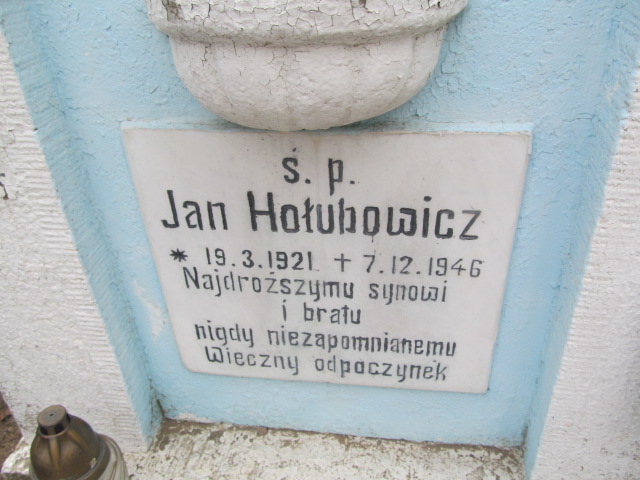 ś. p.
Jan Hołubowicz
* 19.3.1921. + 7.12.1946
Najdroższymu synowi
i bratu
nigdy niezapomnianemu
Wieczny odpoczynek